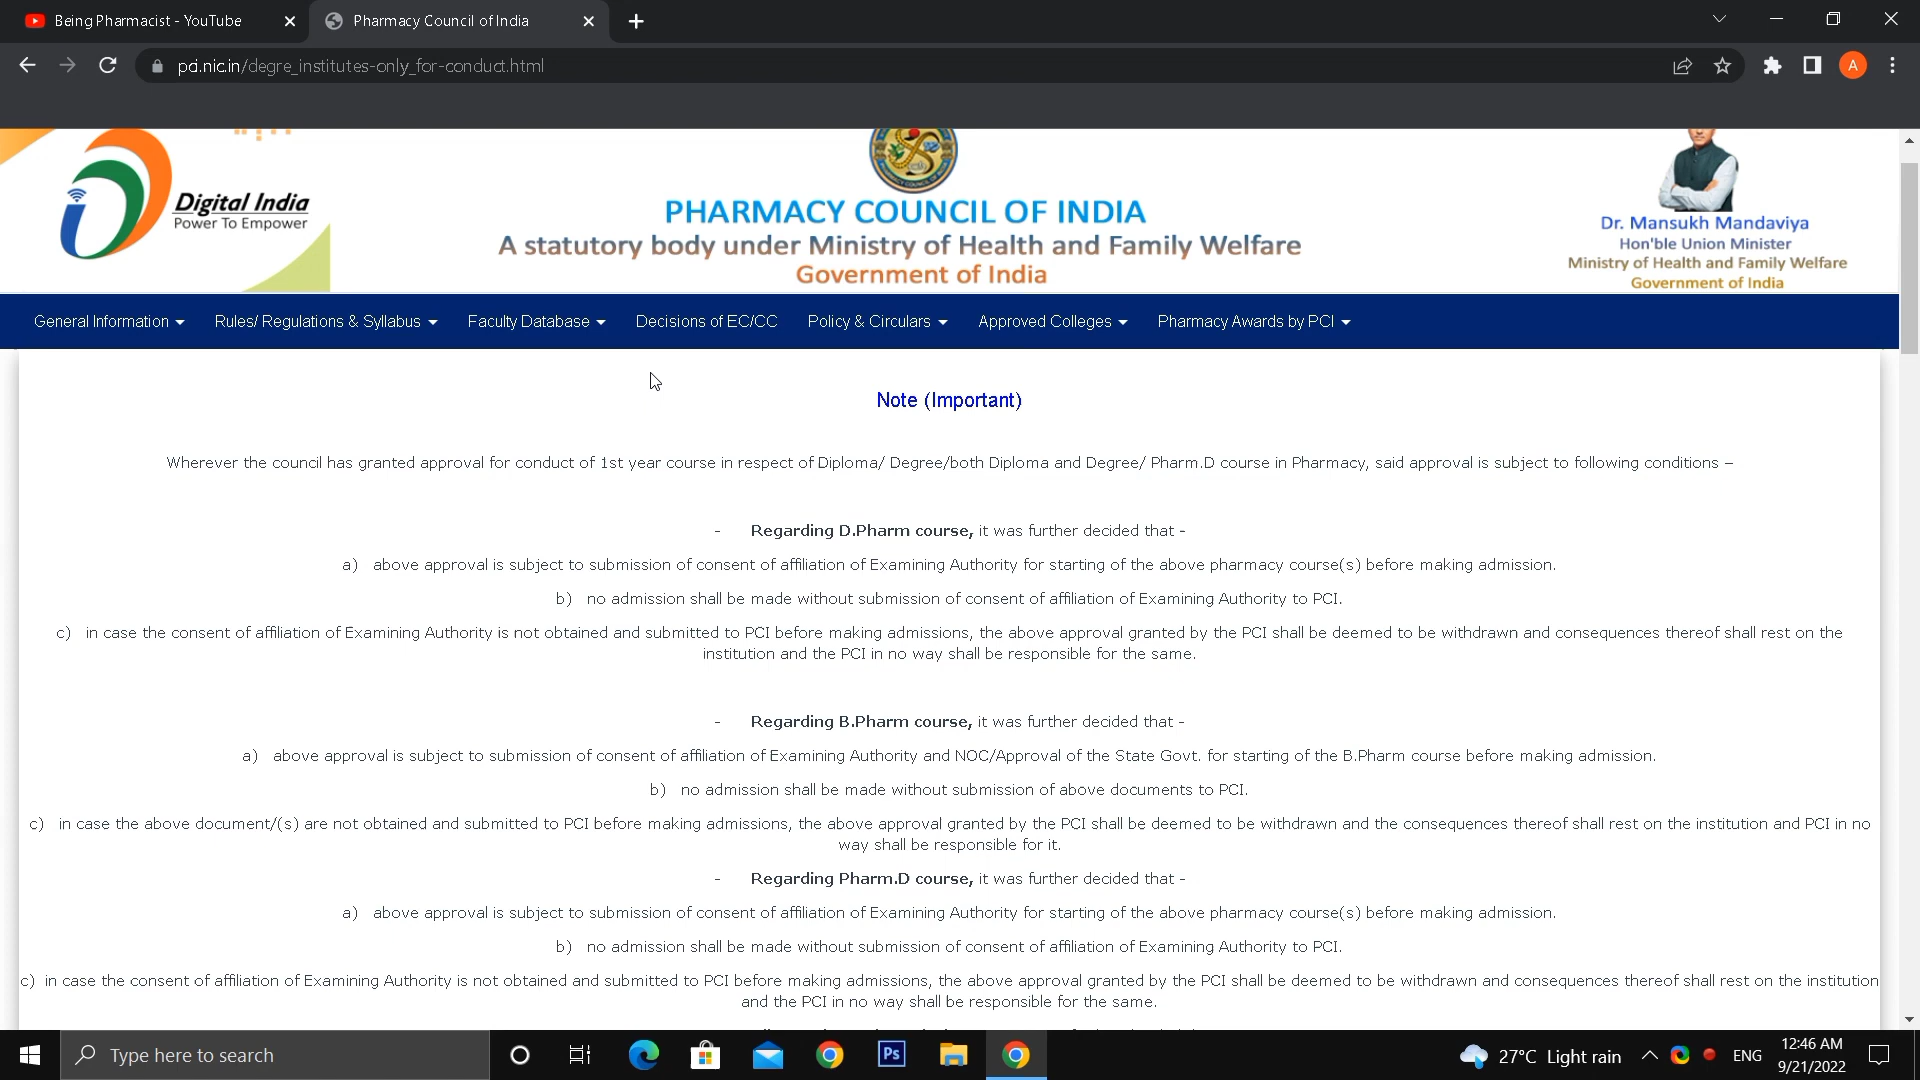 Being Pharmacist - YouTube
Pharmacy Council of India
pci.nic.in/degre_institutes-only_for-conduct.html
A
Digital India
Power To Empower
PHARMACY COUNCIL OF INDIA
A statutory body under Ministry of Health and Family Welfare
Government of India
Dr. Mansukh Mandaviya
Hon'ble Union Minister
Ministry of Health and Family Welfare
Government of India
General Information
Rules/ Regulations & Syllabus
Faculty Database
Decisions of EC/CC
Policy & Circulars
Approved Colleges
Pharmacy Awards by PCI
Note (Important)
Wherever the council has granted approval for conduct of 1st year course in respect of Diploma/ Degree/both Diploma and Degree/ Pharm.D course in Pharmacy, said approval is subject to following conditions –
- Regarding D.Pharm course, it was further decided that -
a) above approval is subject to submission of consent of affiliation of Examining Authority for starting of the above pharmacy course(s) before making admission.
b) no admission shall be made without submission of consent of affiliation of Examining Authority to PCI.
c) in case the consent of affiliation of Examining Authority is not obtained and submitted to PCI before making admissions, the above approval granted by the PCI shall be deemed to be withdrawn and consequences thereof shall rest on the
institution and the PCI in no way shall be responsible for the same.
- Regarding B.Pharm course, it was further decided that -
a) above approval is subject to submission of consent of affiliation of Examining Authority and NOC/Approval of the State Govt. for starting of the B.Pharm course before making admission.
b) no admission shall be made without submission of above documents to PCI.
c) in case the above document/(s) are not obtained and submitted to PCI before making admissions, the above approval granted by the PCI shall be deemed to be withdrawn and the consequences thereof shall rest on the institution and PCI in no
way shall be responsible for it.
- Regarding Pharm.D course, it was further decided that -
a) above approval is subject to submission of consent of affiliation of Examining Authority for starting of the above pharmacy course(s) before making admission.
b) no admission shall be made without submission of consent of affiliation of Examining Authority to PCI.
c) in case the consent of affiliation of Examining Authority is not obtained and submitted to PCI before making admissions, the above approval granted by the PCI shall be deemed to be withdrawn and consequences thereof shall rest on the institution
and the PCI in no way shall be responsible for the same.
Type here to search
Ps
27°C Light rain
ENG
12:46 AM
9/21/2022